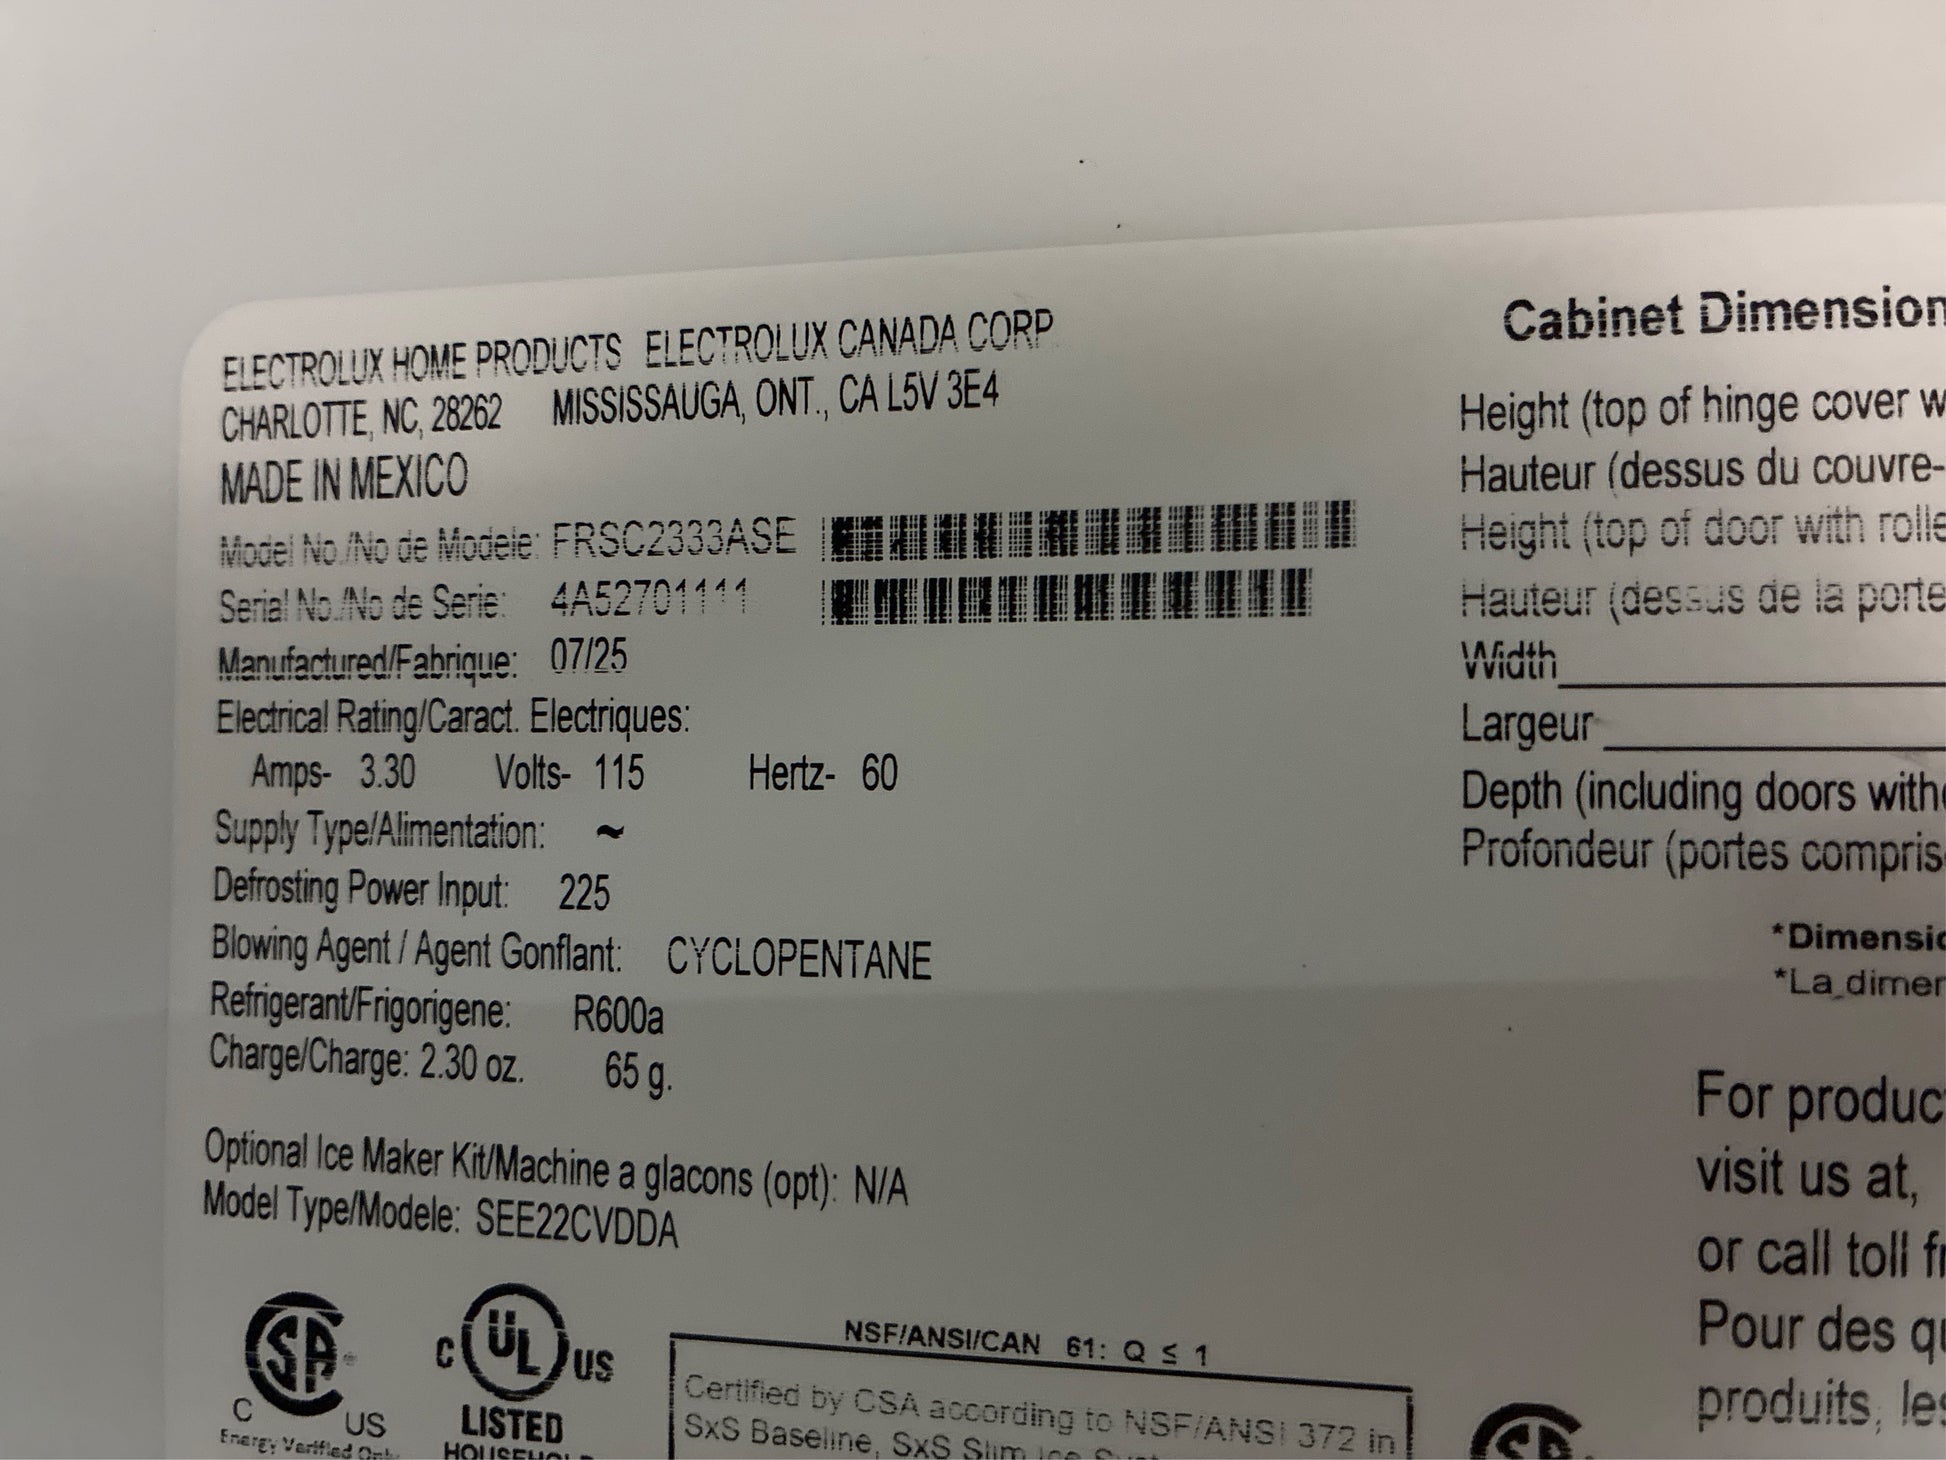 ELECTROLUX HOME PRODUCTS ELECTROLUX CANADA CORP
CHARLOTTE, NC, 28262 MISSISSAUGA, ONT., CA L5V 3E4
MADE IN MEXICO
Model No./No de Modele: FRSC2333ASE
Serial No./No de Serie: 4A52701111
Manufactured/Fabrique: 07/25
Electrical Rating/Caract. Electriques:
Amps- 3.30 Volts- 115 Hertz- 60
Supply Type/Alimentation: ~
Defrosting Power Input: 225
Blowing Agent / Agent Gonflant: CYCLOPENTANE
Refrigerant/Frigorigene: R600a
Charge/Charge: 2.30 oz. 65 g.
Optional Ice Maker Kit/Machine a glacons (opt): N/A
Model Type/Modele: SEE22CVDDA
C US
Energy Verified Only
C UL US
LISTED
NSF/ANSI/CAN 61: Q ≤ 1
Certified by CSA according to NSF/ANSI 372 in
SxS Baseline, SxS Slim Ice
Cabinet Dimension
Height (top of hinge cover w
Hauteur (dessus du couvre-
Height (top of door with rolle
Hauteur (dessus de la porte
Width
Largeur
Depth (including doors with
Profondeur (portes compris
*Dimensio
*La dimen
For produc
visit us at,
or call toll f
Pour des q
produits, les